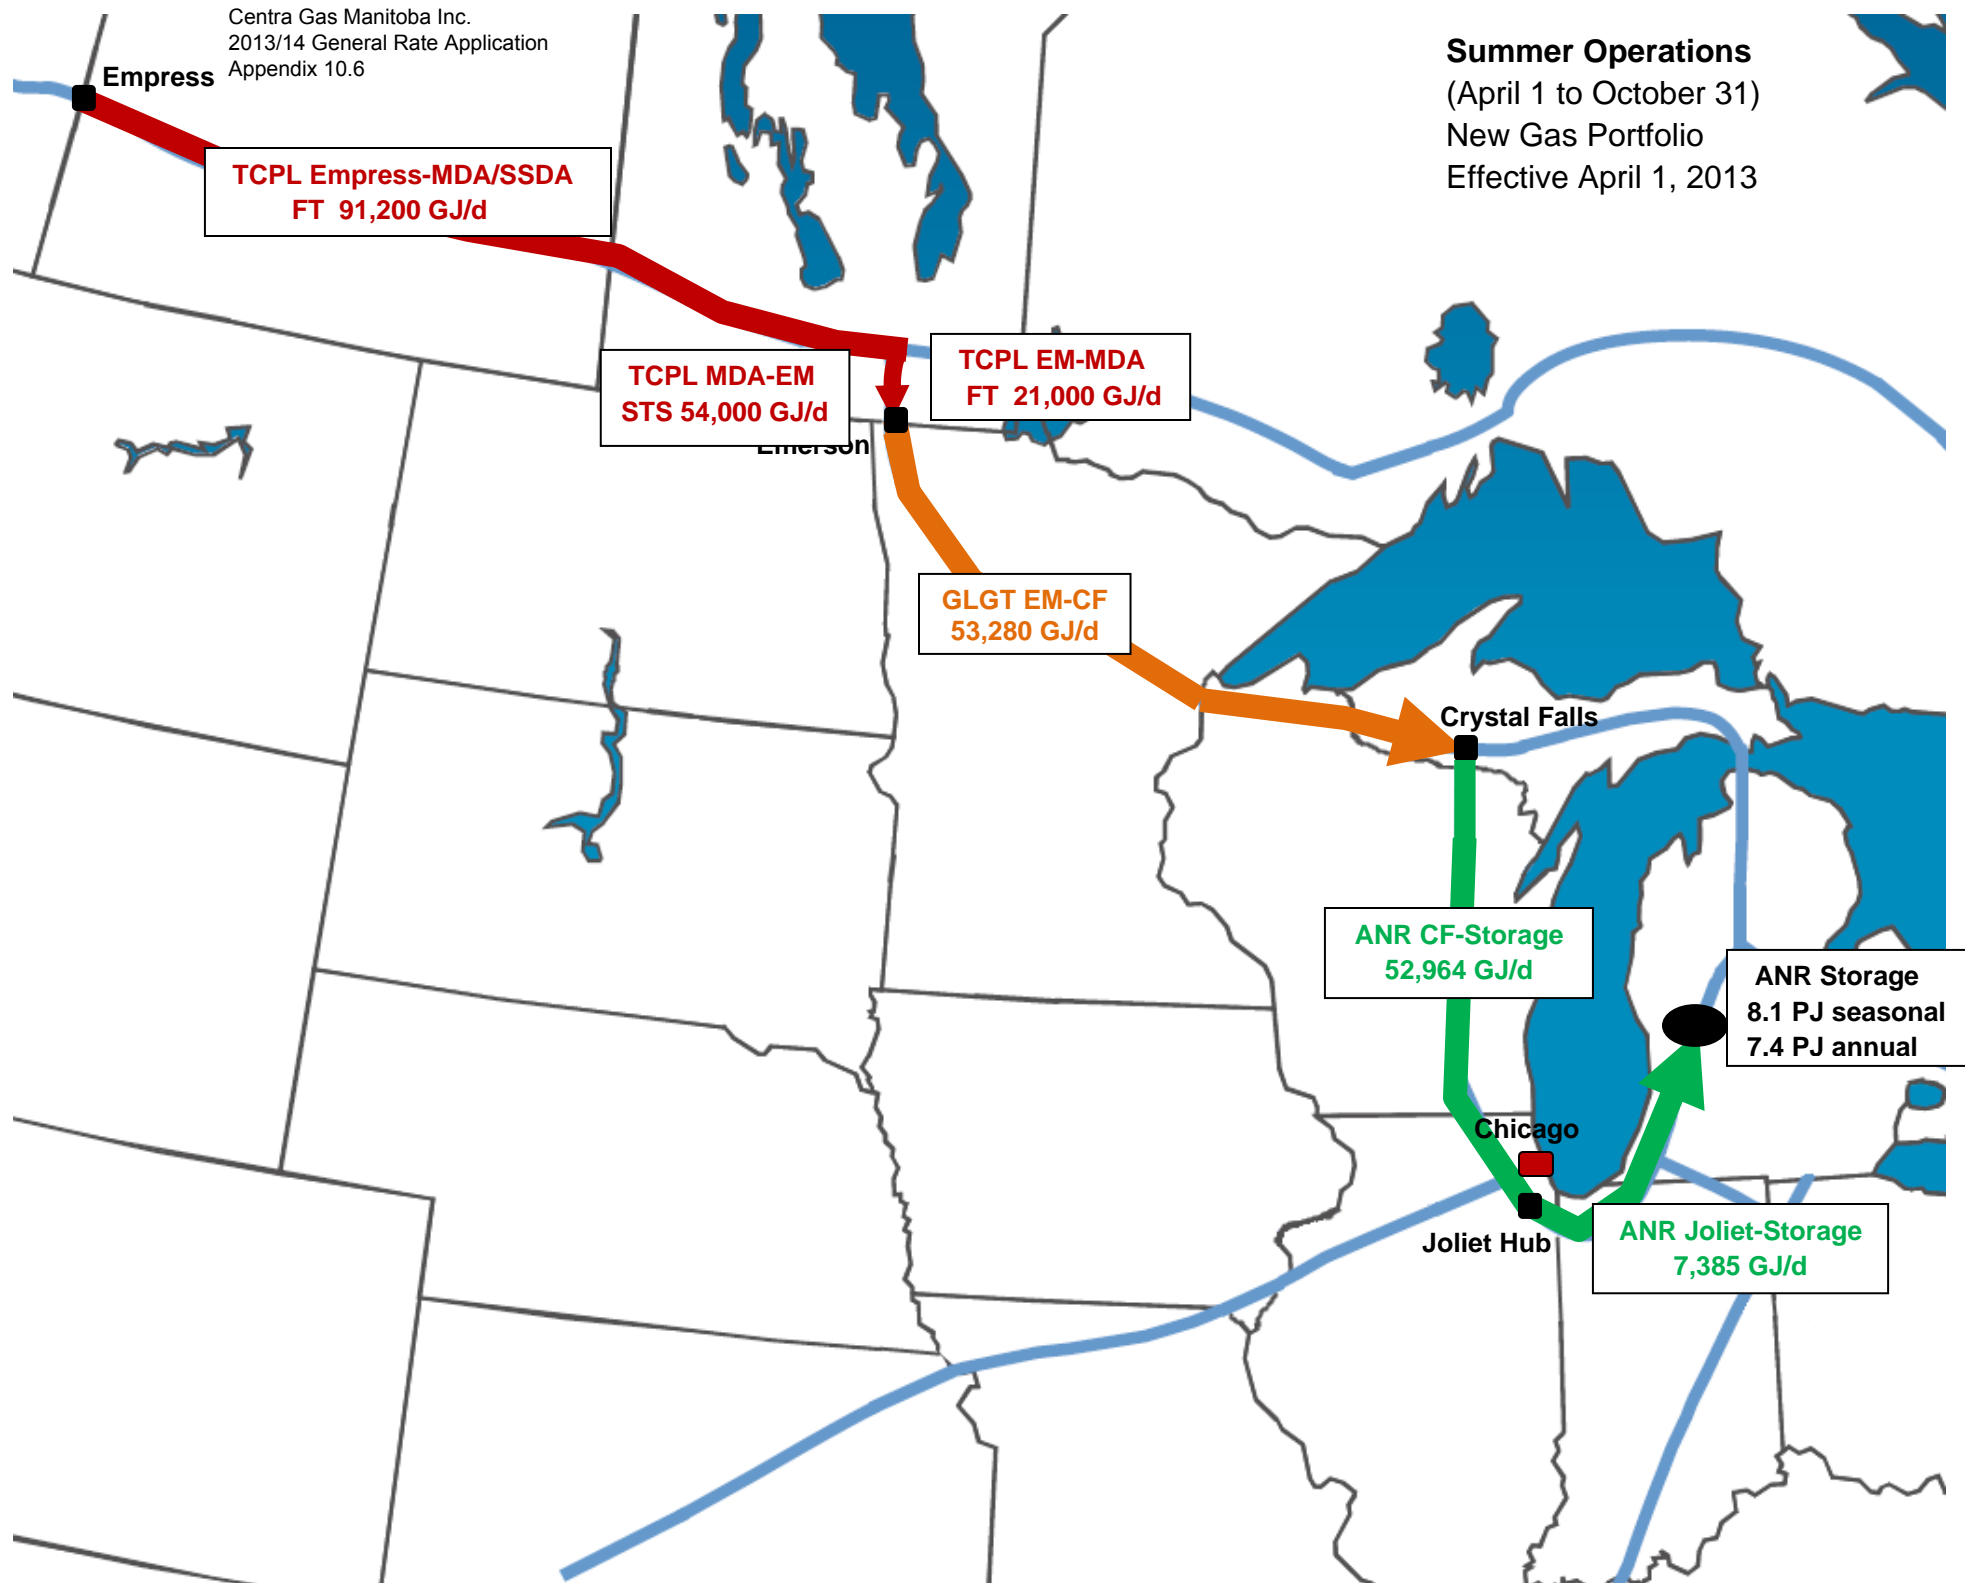 Centra Gas Manitoba Inc.
2013/14 General Rate Application
Appendix 10.6
Summer Operations
(April 1 to October 31)
New Gas Portfolio
Effective April 1, 2013
Empress
TCPL Empress-MDA/SSDA
FT 91,200 GJ/d
TCPL MDA-EM
STS 54,000 GJ/d
TCPL EM-MDA
FT 21,000 GJ/d
Emerson
GLGT EM-CF
53,280 GJ/d
Crystal Falls
ANR CF-Storage
52,964 GJ/d
ANR Storage
8.1 PJ seasonal
7.4 PJ annual
Chicago
Joliet Hub
ANR Joliet-Storage
7,385 GJ/d